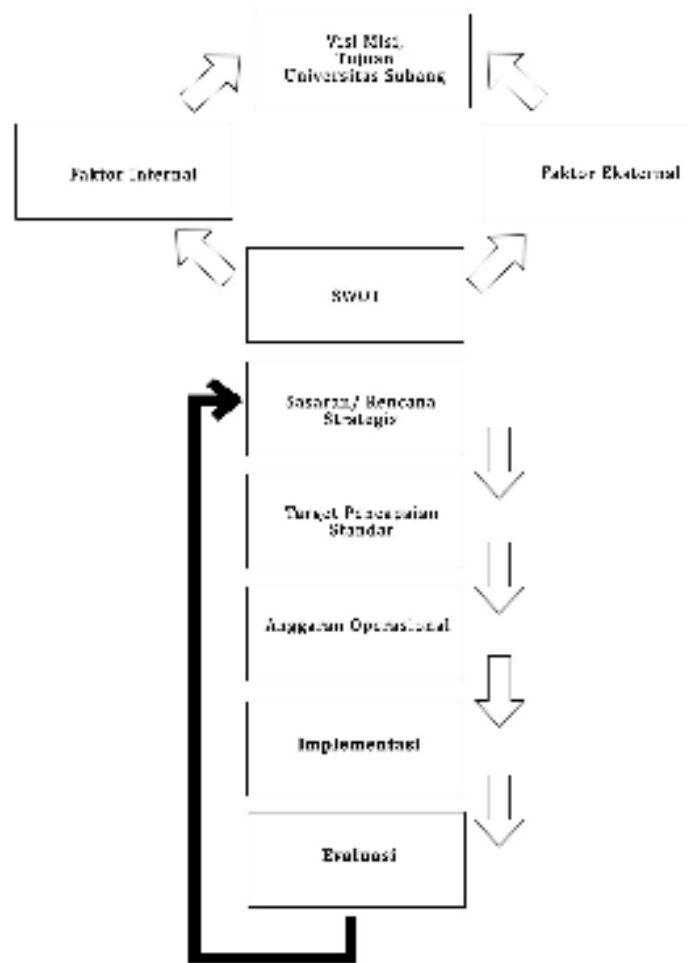 Visi Misi,
Tujuan
Universitas Subang
Faktor Internal
Faktor Eksternal
SWOT
Sasaran/ Rencana
Strategis
Target Pencapaian
Standar
Anggaran Operasional
Implementasi
Evaluasi